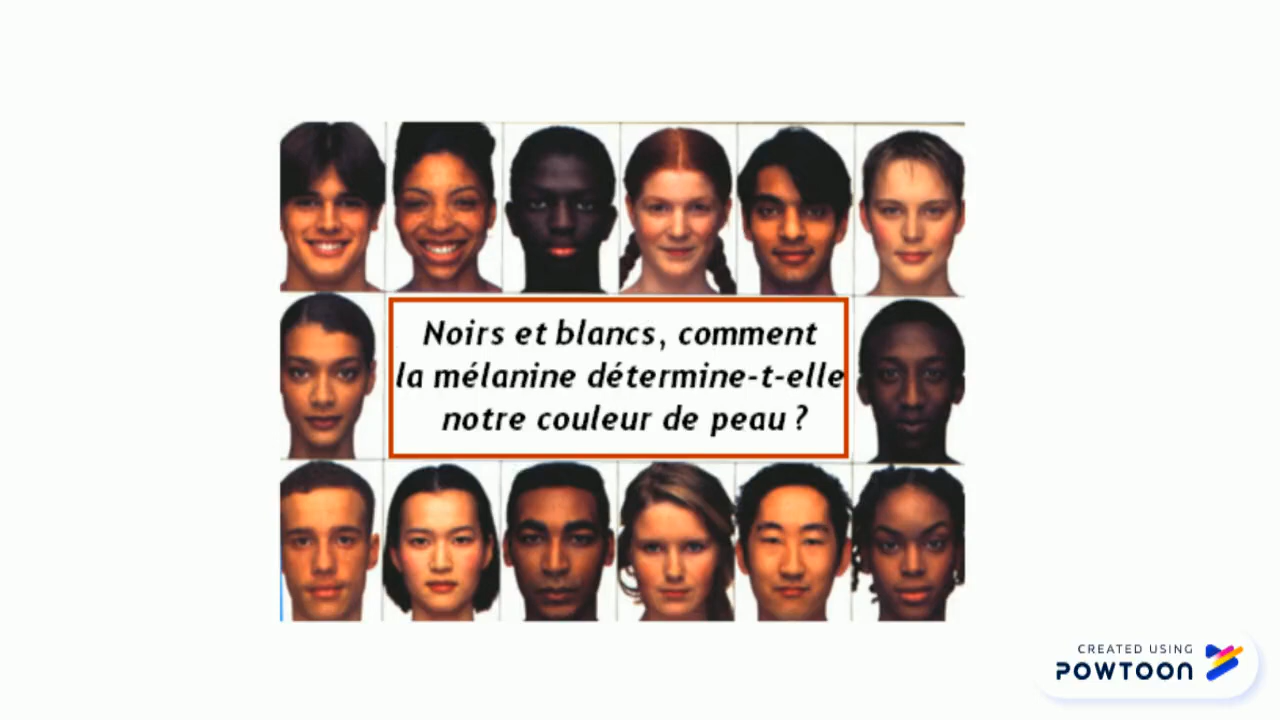 Noirs et blancs, comment
la mélanine détermine-t-elle
notre couleur de peau ?
CREATED USING
POWTOON